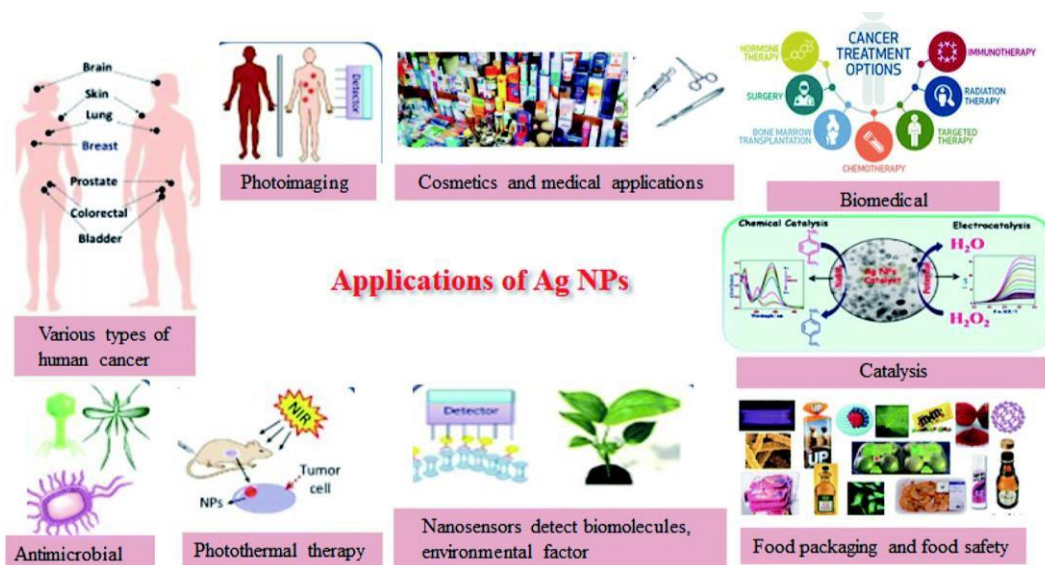 Brain
Skin
Lung
Breast
Prostate
Colorectal
Bladder
Various types of
human cancer
Detector
Photoimaging
Cosmetics and medical applications
CANCER
TREATMENT
OPTIONS
HORMONE
THERAPY
IMMUNOTHERAPY
SURGERY
RADIATION
THERAPY
BONE MARROW
TRANSPLANTATION
TARGETED
THERAPY
CHEMOTHERAPY
Biomedical
Applications of Ag NPs
Chemical Catalysis
Electrocatalysis
H₂O
Ag NPs
Catalyst
Potential
H₂O₂
Catalysis
Antimicrobial
NIR
Tumor
cell
NPs
Photothermal therapy
Detector
Nanosensors detect biomolecules,
environmental factor
UP
Food packaging and food safety